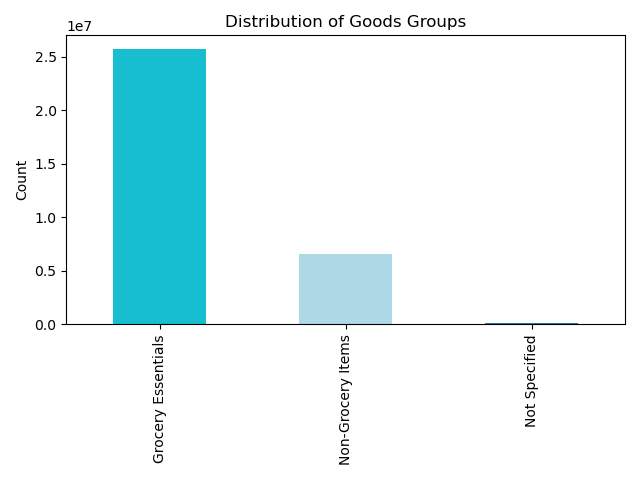 Distribution of Goods Groups
1e7
2.5
2.0
1.5
1.0
0.5
0.0
Count
Grocery Essentials
Non-Grocery Items
Not Specified